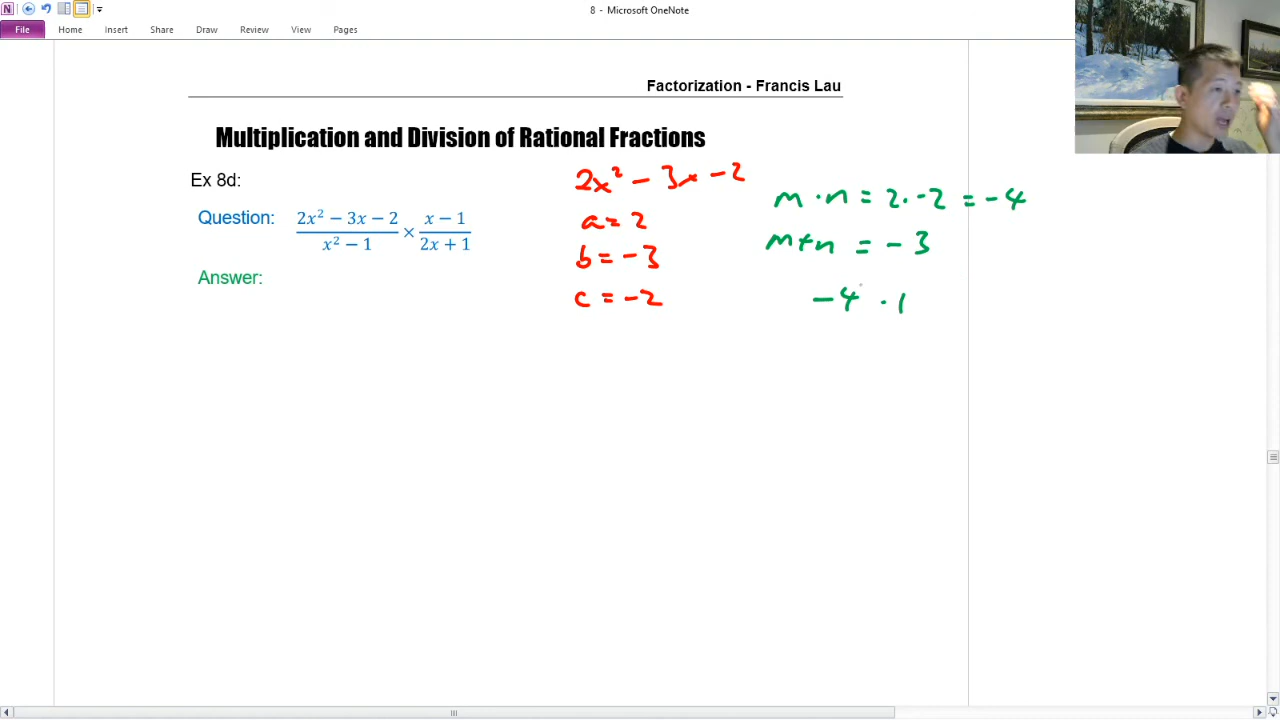 8 - Microsoft OneNote
File Home Insert Share Draw Review View Pages
Factorization - Francis Lau
Multiplication and Division of Rational Fractions
Ex 8d:
Question: (2x² − 3x − 2)/(x² − 1) × (x − 1)/(2x + 1)
Answer:
2x² − 3x − 2
a = 2
b = −3
c = −2
m · n = 2 · −2 = −4
m + n = −3
−4 · 1